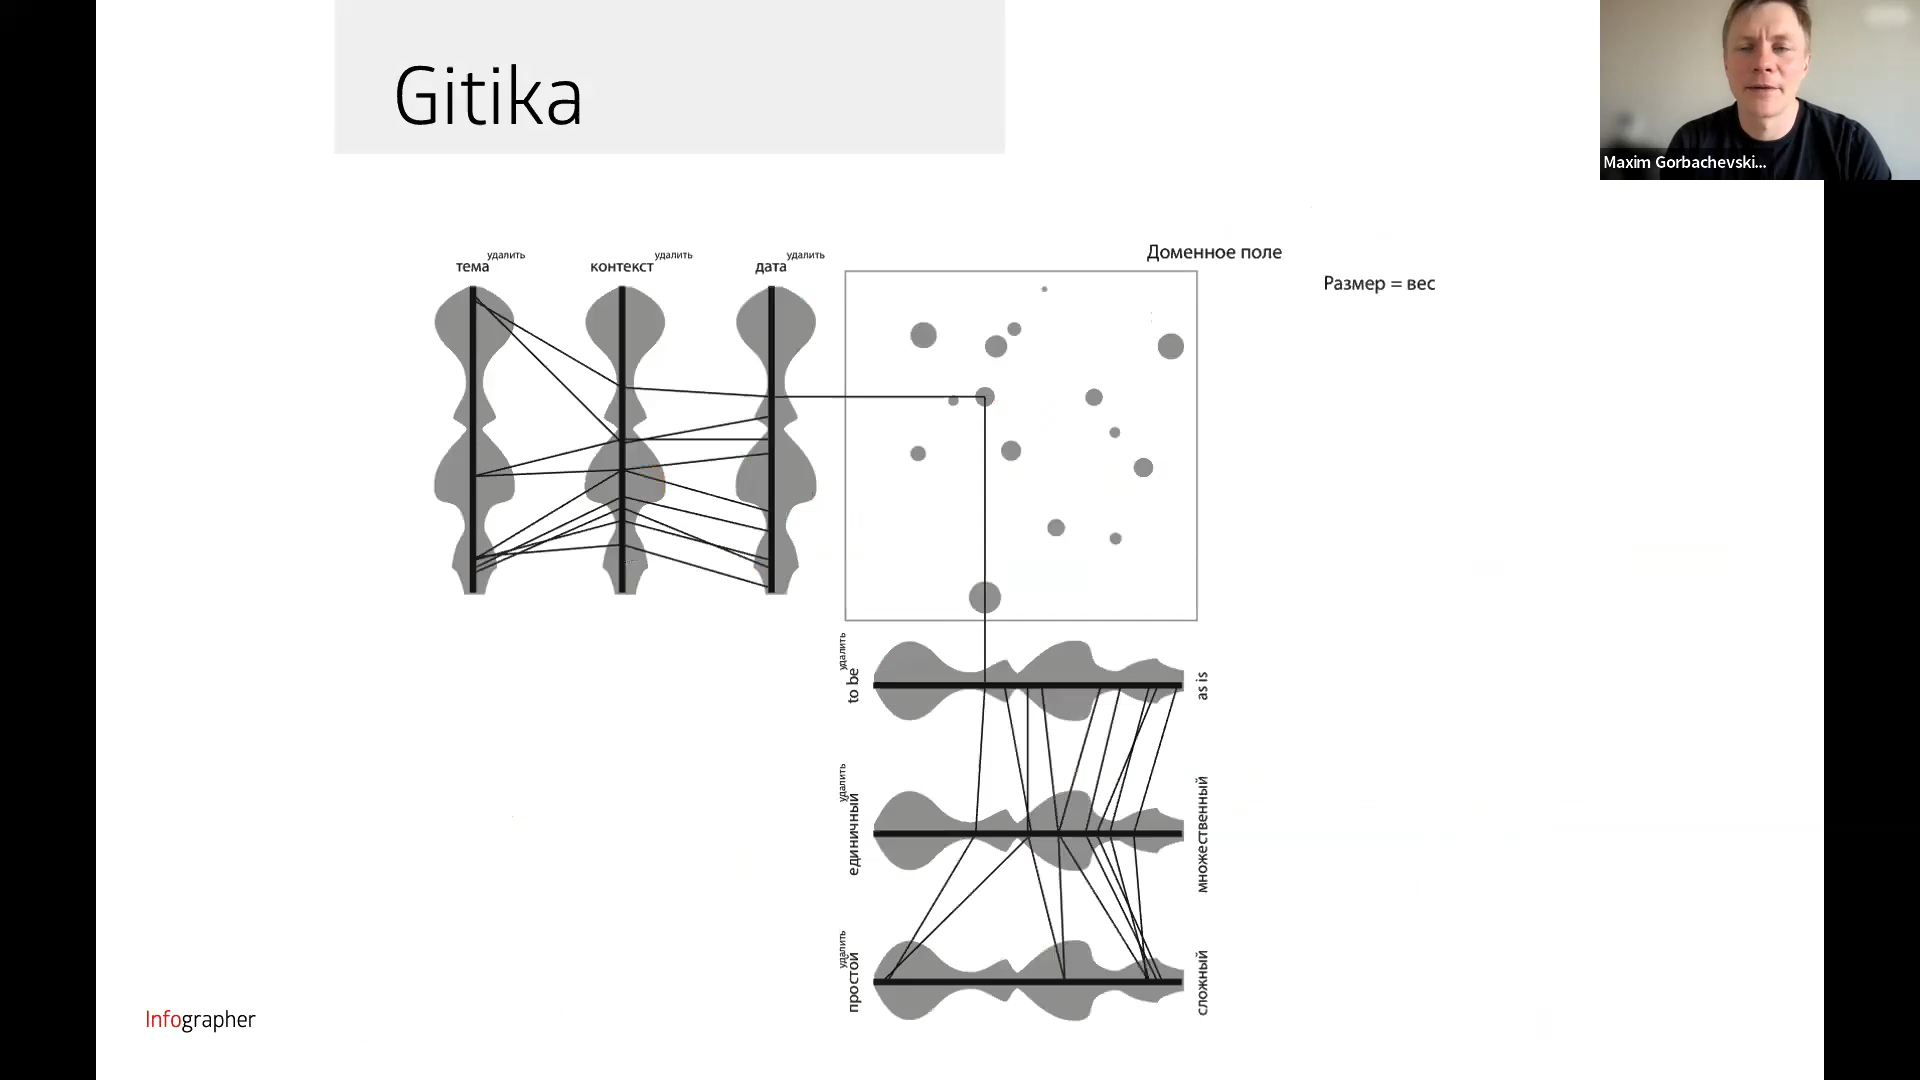 Gitika
Maxim Gorbachevski...
Доменное поле
Размер = вес
тема удалить
контекст удалить
дата удалить
to be удалить
as is
единичный удалить
множественный
простой удалить
сложный
Infographer